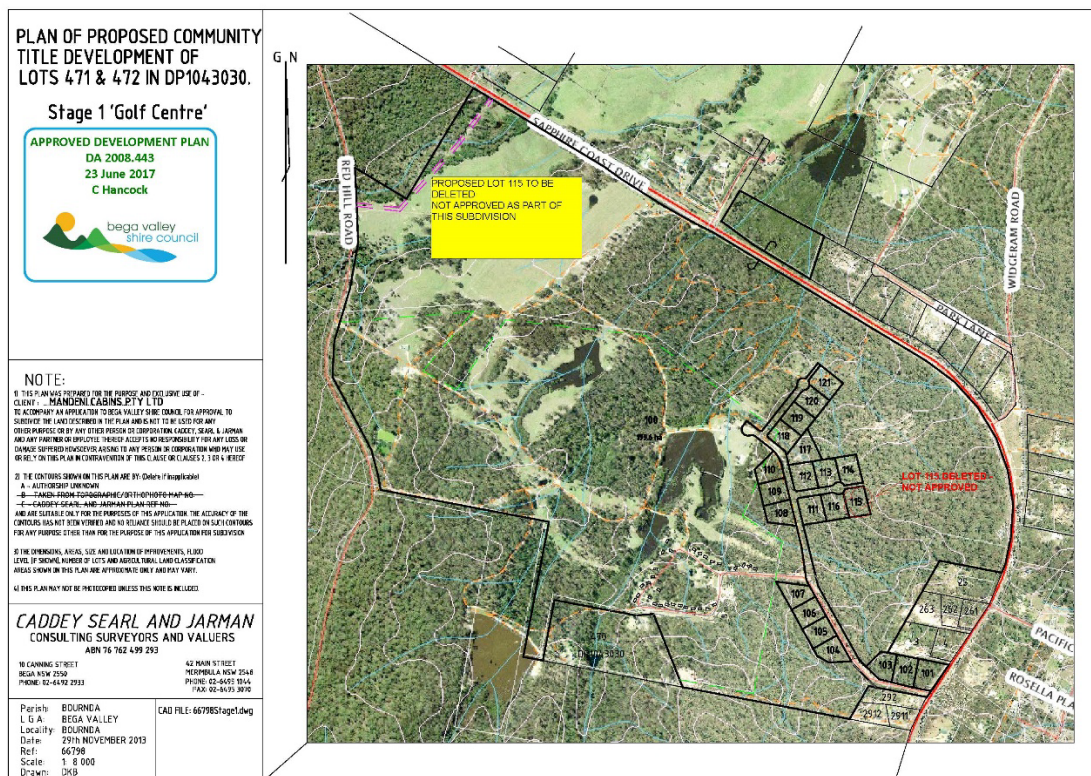 PLAN OF PROPOSED COMMUNITY
TITLE DEVELOPMENT OF
LOTS 471 & 472 IN DP1043030.
Stage 1 'Golf Centre'
APPROVED DEVELOPMENT PLAN
DA 2008.443
23 June 2017
C Hancock
bega valley
shire council
NOTE:
1) THIS PLAN WAS PREPARED FOR THE PURPOSE AND EXCLUSIVE USE OF -
CLIENT : MANDENI CABINS PTY LTD
TO ACCOMPANY AN APPLICATION TO BEGA VALLEY SHIRE COUNCIL FOR APPROVAL TO
SUBDIVIDE THE LAND DESCRIBED IN THE PLAN AND IS NOT TO BE USED FOR ANY
OTHER PURPOSE OR BY ANY OTHER PERSON OR CORPORATION. CADDEY, SEARL & JARMAN
AND ANY PARTNER OR EMPLOYEE THEREOF ACCEPTS NO RESPONSIBILITY FOR ANY LOSS OR
DAMAGE SUFFERED HOWSOEVER ARISING TO ANY PERSON OR CORPORATION WHO MAY USE
OR RELY ON THIS PLAN IN CONTRAVENTION OF THIS CLAUSE OR CLAUSES 2, 3 OR 4 HEREOF
2) THE CONTOURS SHOWN ON THIS PLAN ARE BY: (Delete if inapplicable)
A - AUTHORSHIP UNKNOWN
B - TAKEN FROM TOPOGRAPHIC/ORTHOPHOTO MAP NO.
C - CADDEY SEARL AND JARMAN PLAN REF NO.
AND ARE SUITABLE ONLY FOR THE PURPOSES OF THIS APPLICATION. THE ACCURACY OF THE
CONTOURS HAS NOT BEEN VERIFIED AND NO RELIANCE SHOULD BE PLACED ON SUCH CONTOURS
FOR ANY PURPOSE OTHER THAN FOR THE PURPOSE OF THIS APPLICATION FOR SUBDIVISION
3) THE DIMENSIONS, AREAS, SIZE AND LOCATION OF IMPROVEMENTS, FLOOD
LEVEL (IF SHOWN), NUMBER OF LOTS AND AGRICULTURAL LAND CLASSIFICATION
AREAS SHOWN ON THIS PLAN ARE APPROXIMATE ONLY AND MAY VARY.
4) THIS PLAN MAY NOT BE PHOTOCOPIED UNLESS THIS NOTE IS INCLUDED.
CADDEY SEARL AND JARMAN
CONSULTING SURVEYORS AND VALUERS
ABN 76 762 499 293
10 CANNING STREET
BEGA NSW 2550
PHONE: 02-6492 2933
42 MAIN STREET
MERIMBULA NSW 2548
PHONE: 02-6495 1044
FAX: 02-6495 3070
Parish: BOURNDA
L G A: BEGA VALLEY
Locality: BOURNDA
Date: 29th NOVEMBER 2013
Ref: 66798
Scale: 1: 8 000
Drawn: DKB
CAD FILE: 66798Stage1.dwg
G N
SAPPHIRE COAST DRIVE
RED HILL ROAD
PROPOSED LOT 115 TO BE
DELETED
NOT APPROVED AS PART OF
THIS SUBDIVISION
WIDGERAM ROAD
PARK LANE
100
121
120
119
118
117
110
112
113
114
109
108
111
116
115
LOT 115 DELETED -
NOT APPROVED
107
106
105
104
103
102
101
25
263
262
261
292
2912
2911
PACIFIC
ROSELLA PLA